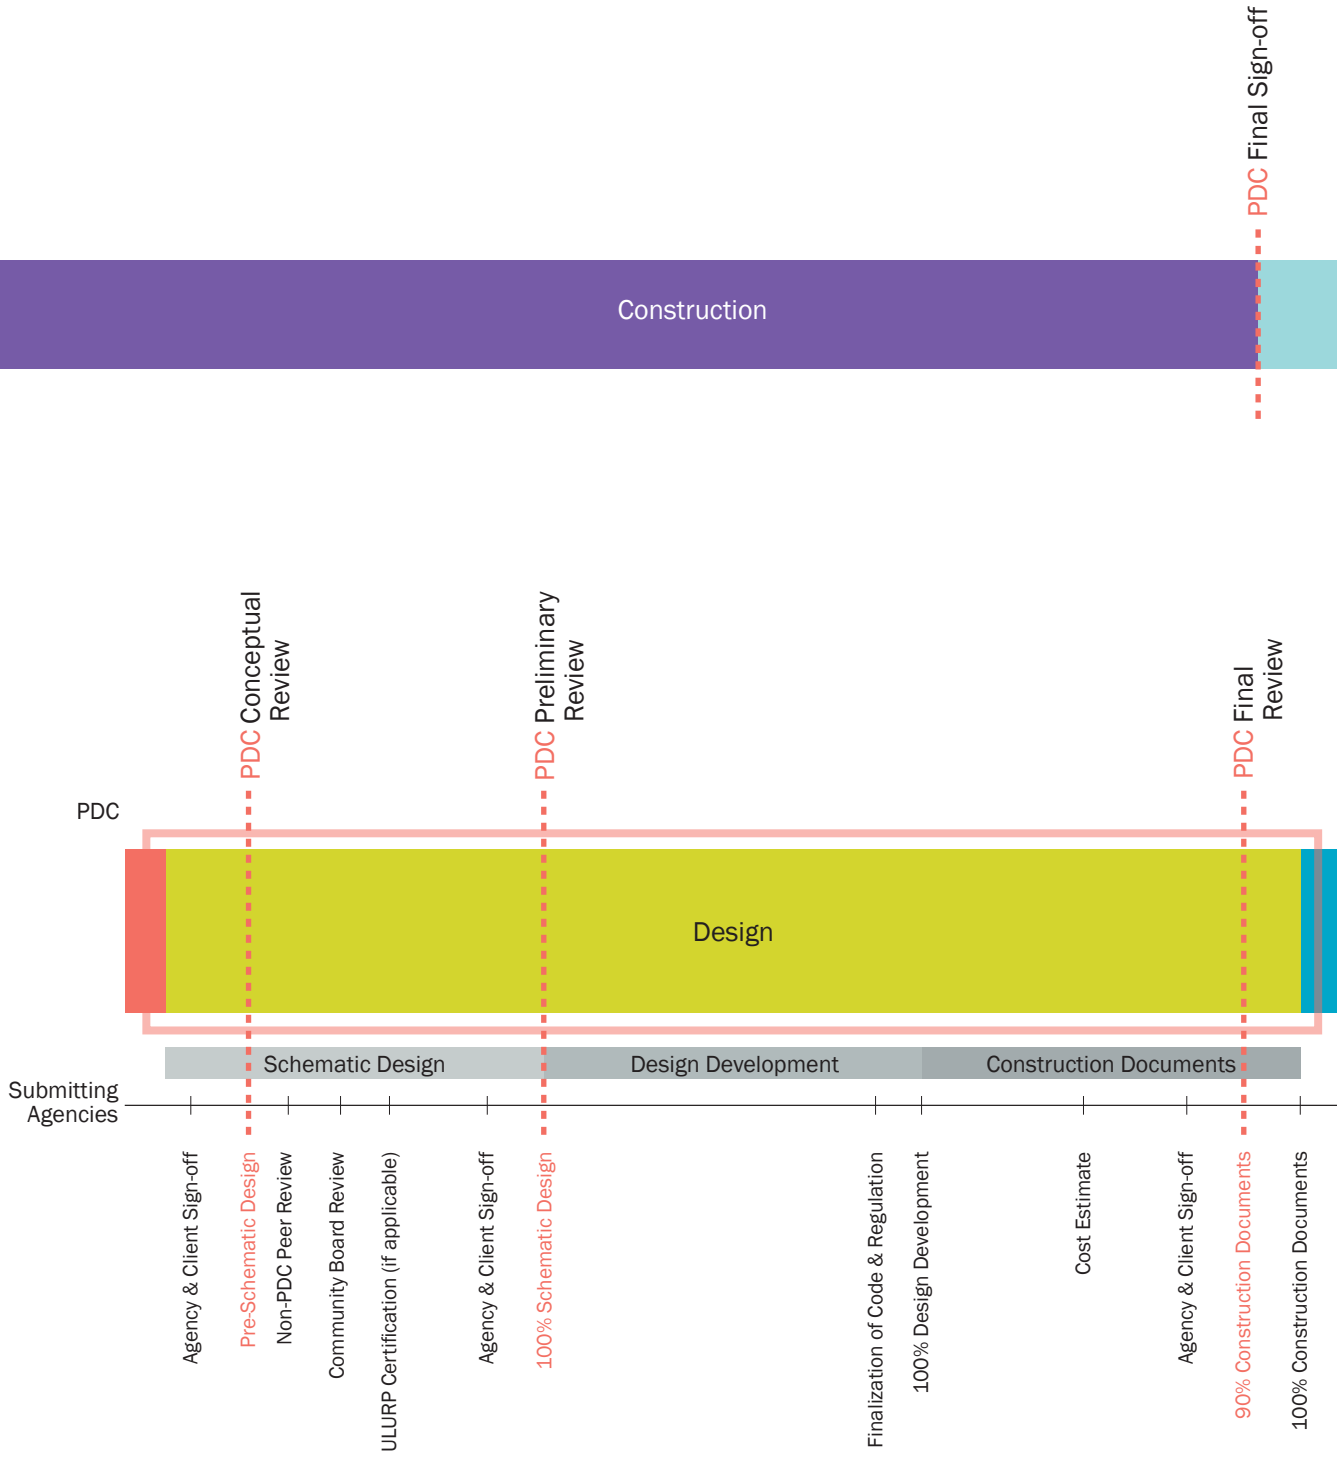 PDC Final Sign-off
Construction
PDC Conceptual
Review
PDC Preliminary
Review
PDC Final
Review
PDC
Design
Schematic Design
Design Development
Construction Documents
Submitting
Agencies
Agency & Client Sign-off
Pre-Schematic Design
Non-PDC Peer Review
Community Board Review
ULURP Certification (if applicable)
Agency & Client Sign-off
100% Schematic Design
Finalization of Code & Regulation
100% Design Development
Cost Estimate
Agency & Client Sign-off
90% Construction Documents
100% Construction Documents